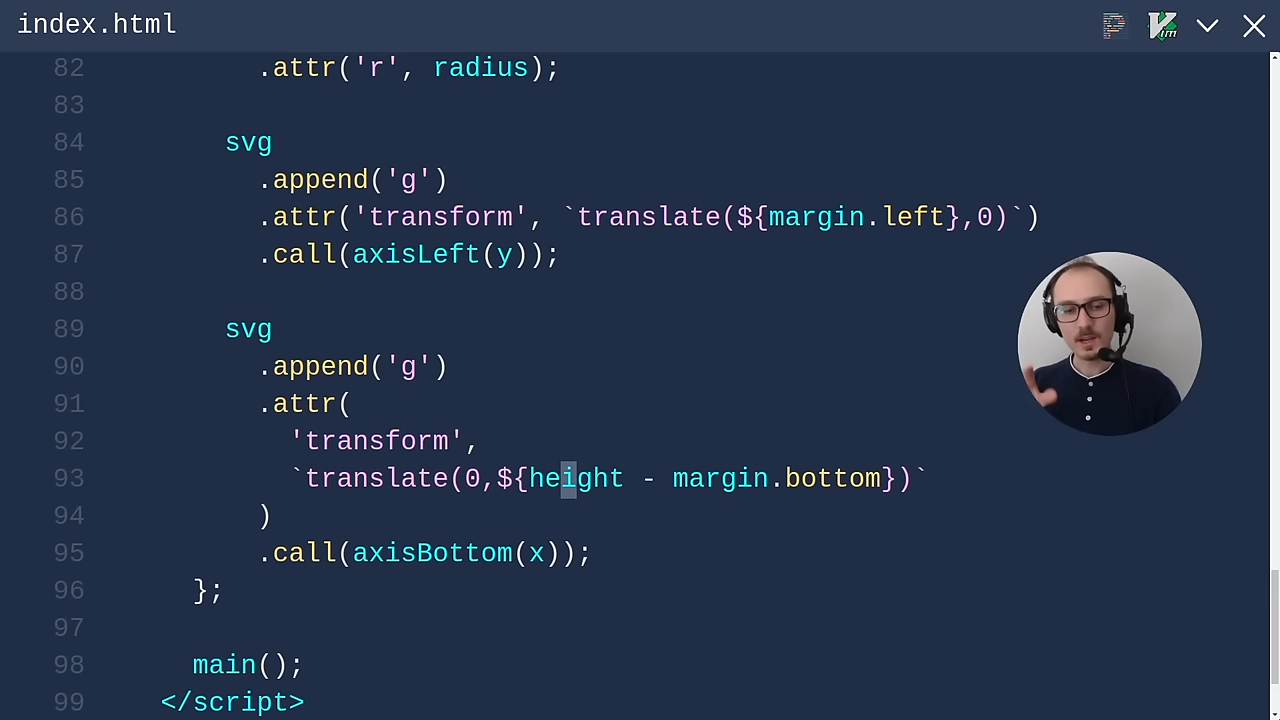 index.html
Vim
82 .attr('r', radius);
83
84 svg
85 .append('g')
86 .attr('transform', `translate(${margin.left},0)`)
87 .call(axisLeft(y));
88
89 svg
90 .append('g')
91 .attr(
92 'transform',
93 `translate(0,${height - margin.bottom})`
94 )
95 .call(axisBottom(x));
96 };
97
98 main();
99 </script>